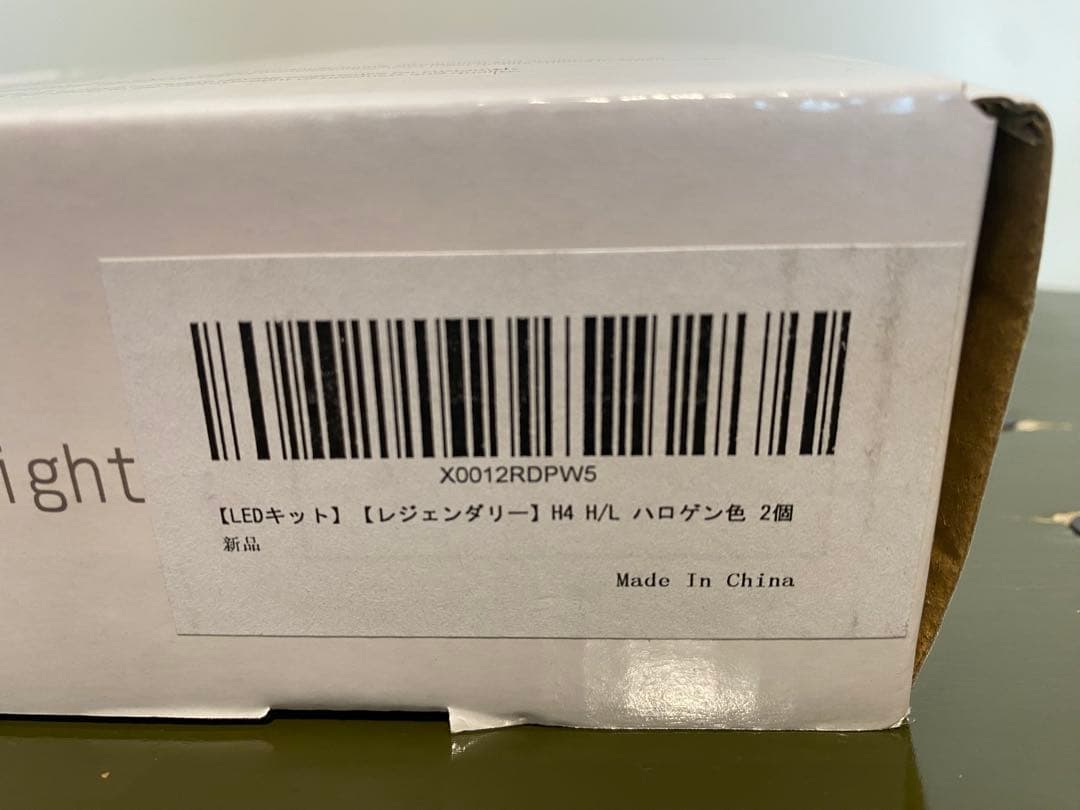 ight
X0012RDPW5
【LEDキット】【レジェンダリー】H4 H/L ハロゲン色 2個
新品
Made In China